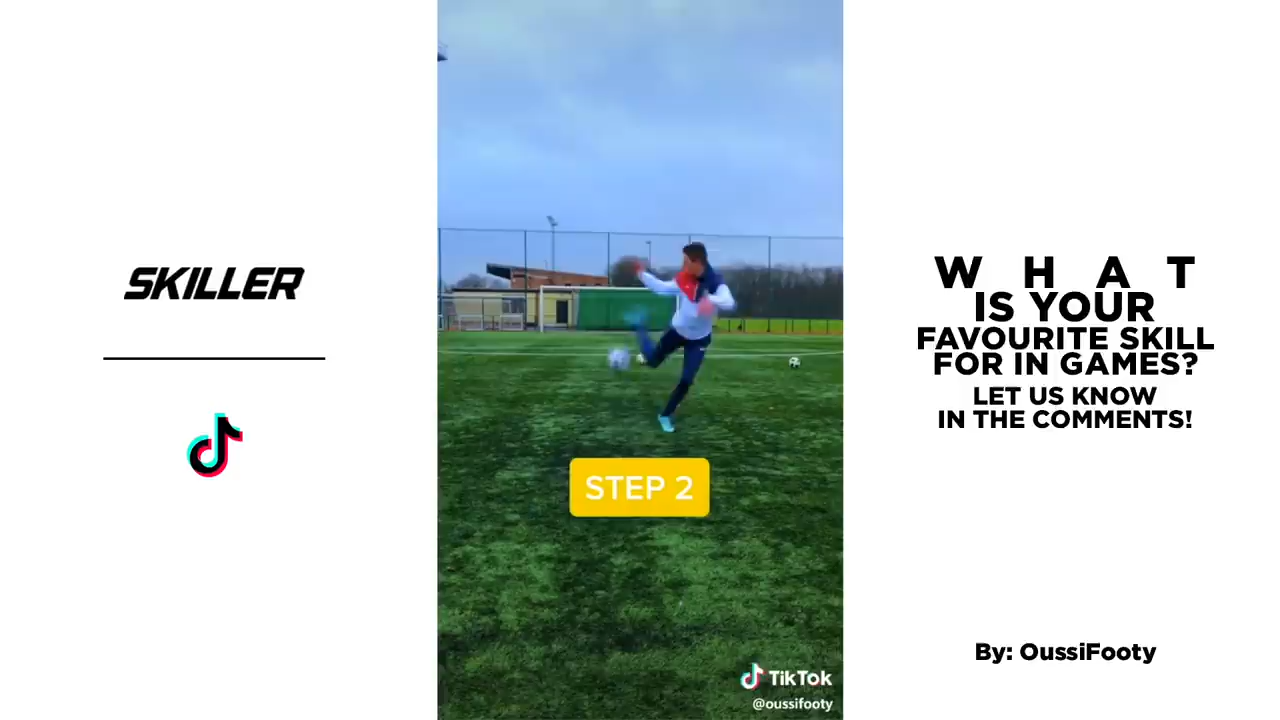 SKILLER
STEP 2
TikTok
@oussifooty
W H A T
IS YOUR
FAVOURITE SKILL
FOR IN GAMES?
LET US KNOW
IN THE COMMENTS!
By: OussiFooty